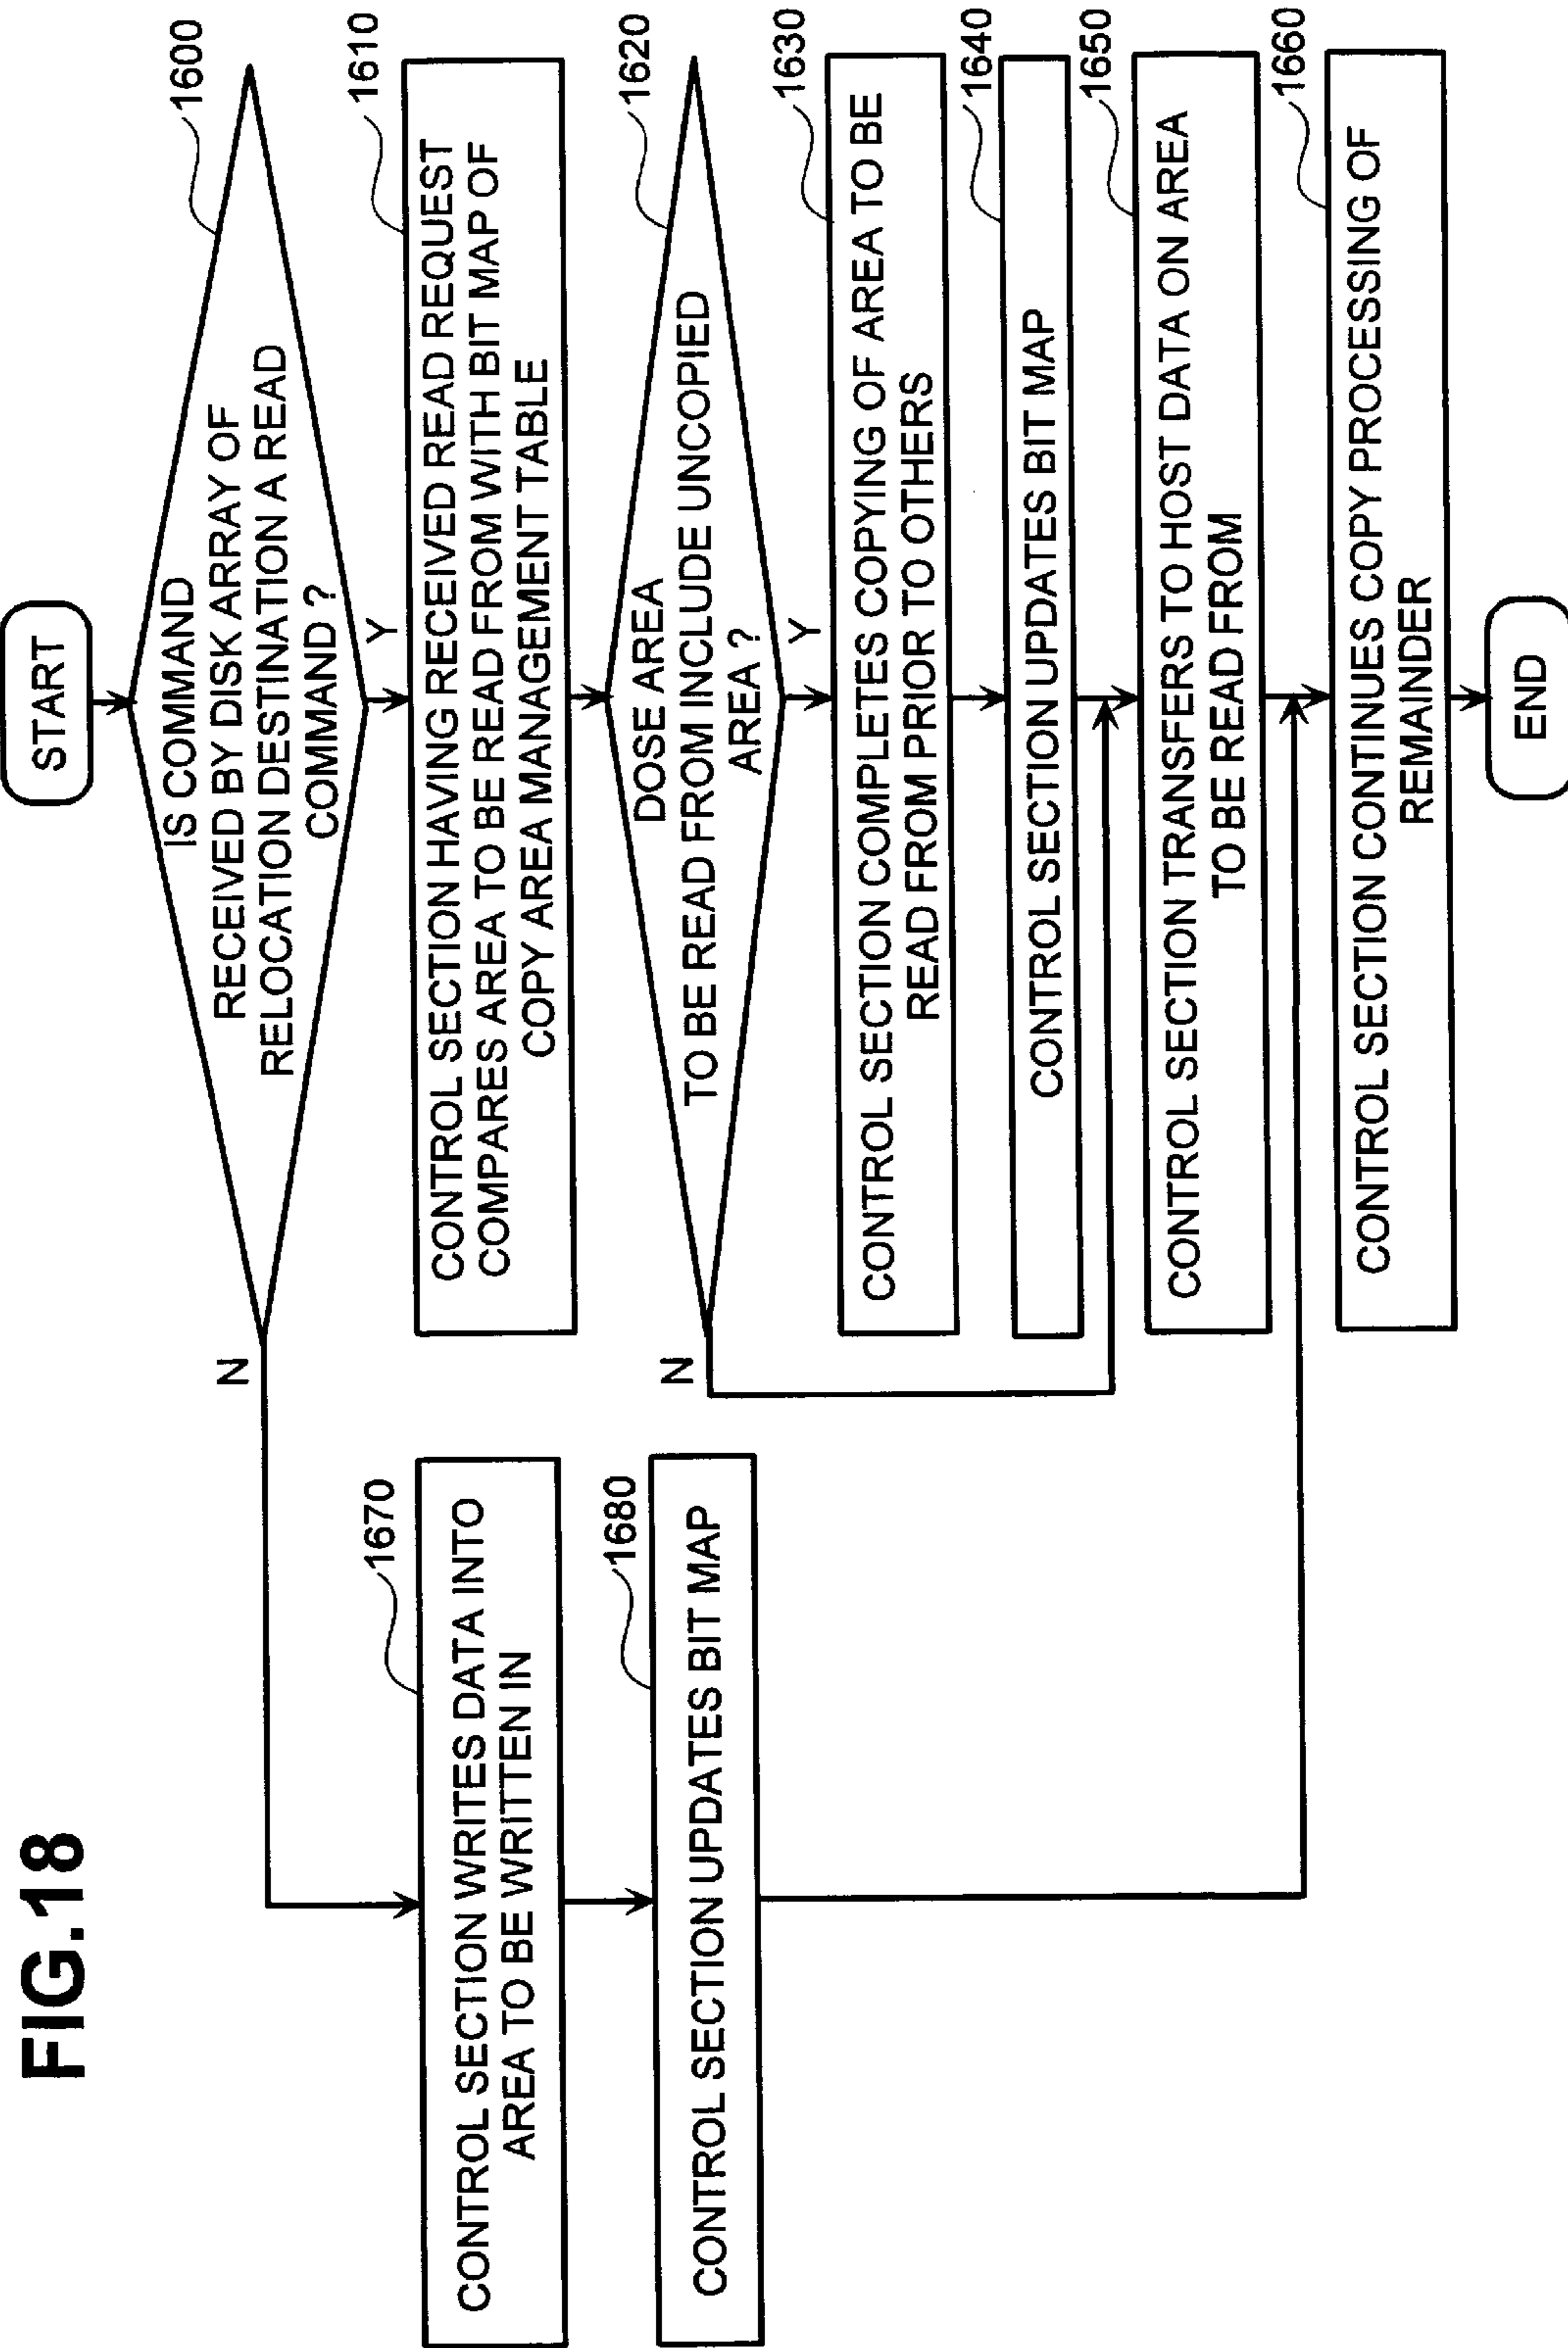 FIG.18
START
IS COMMAND
RECEIVED BY DISK ARRAY OF
RELOCATION DESTINATION A READ
COMMAND ?
1600
Y
N
CONTROL SECTION HAVING RECEIVED READ REQUEST
COMPARES AREA TO BE READ FROM WITH BIT MAP OF
COPY AREA MANAGEMENT TABLE
1610
DOSE AREA
TO BE READ FROM INCLUDE UNCOPIED
AREA ?
1620
Y
N
CONTROL SECTION COMPLETES COPYING OF AREA TO BE
READ FROM PRIOR TO OTHERS
1630
CONTROL SECTION UPDATES BIT MAP
1640
CONTROL SECTION TRANSFERS TO HOST DATA ON AREA
TO BE READ FROM
1650
CONTROL SECTION CONTINUES COPY PROCESSING OF
REMAINDER
1660
END
CONTROL SECTION WRITES DATA INTO
AREA TO BE WRITTEN IN
1670
CONTROL SECTION UPDATES BIT MAP
1680